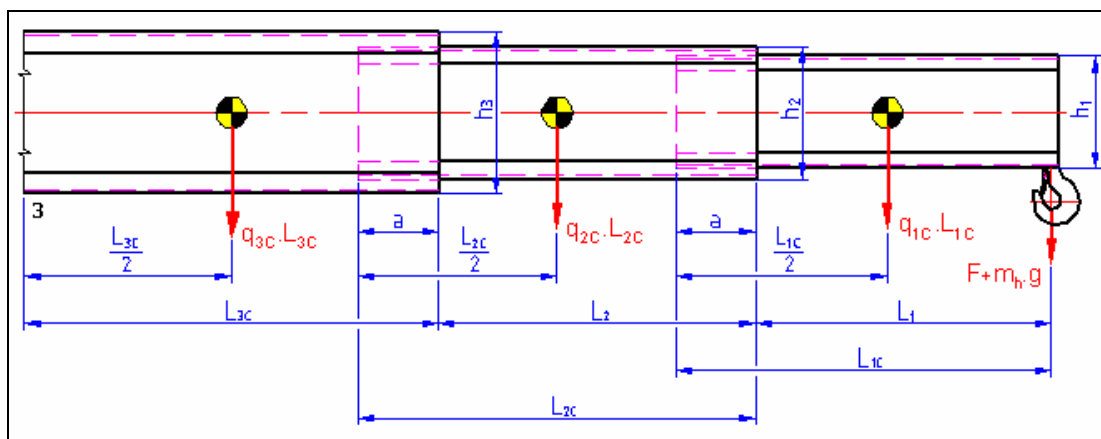 h₃
h₂
h₁
3
q₃c.L₃c
a
q₂c.L₂c
a
q₁c.L₁c
L₃c
2
L₂c
2
L₁c
2
F+mₕ.g
L₃c
L₂
L₁
L₁c
L₂c